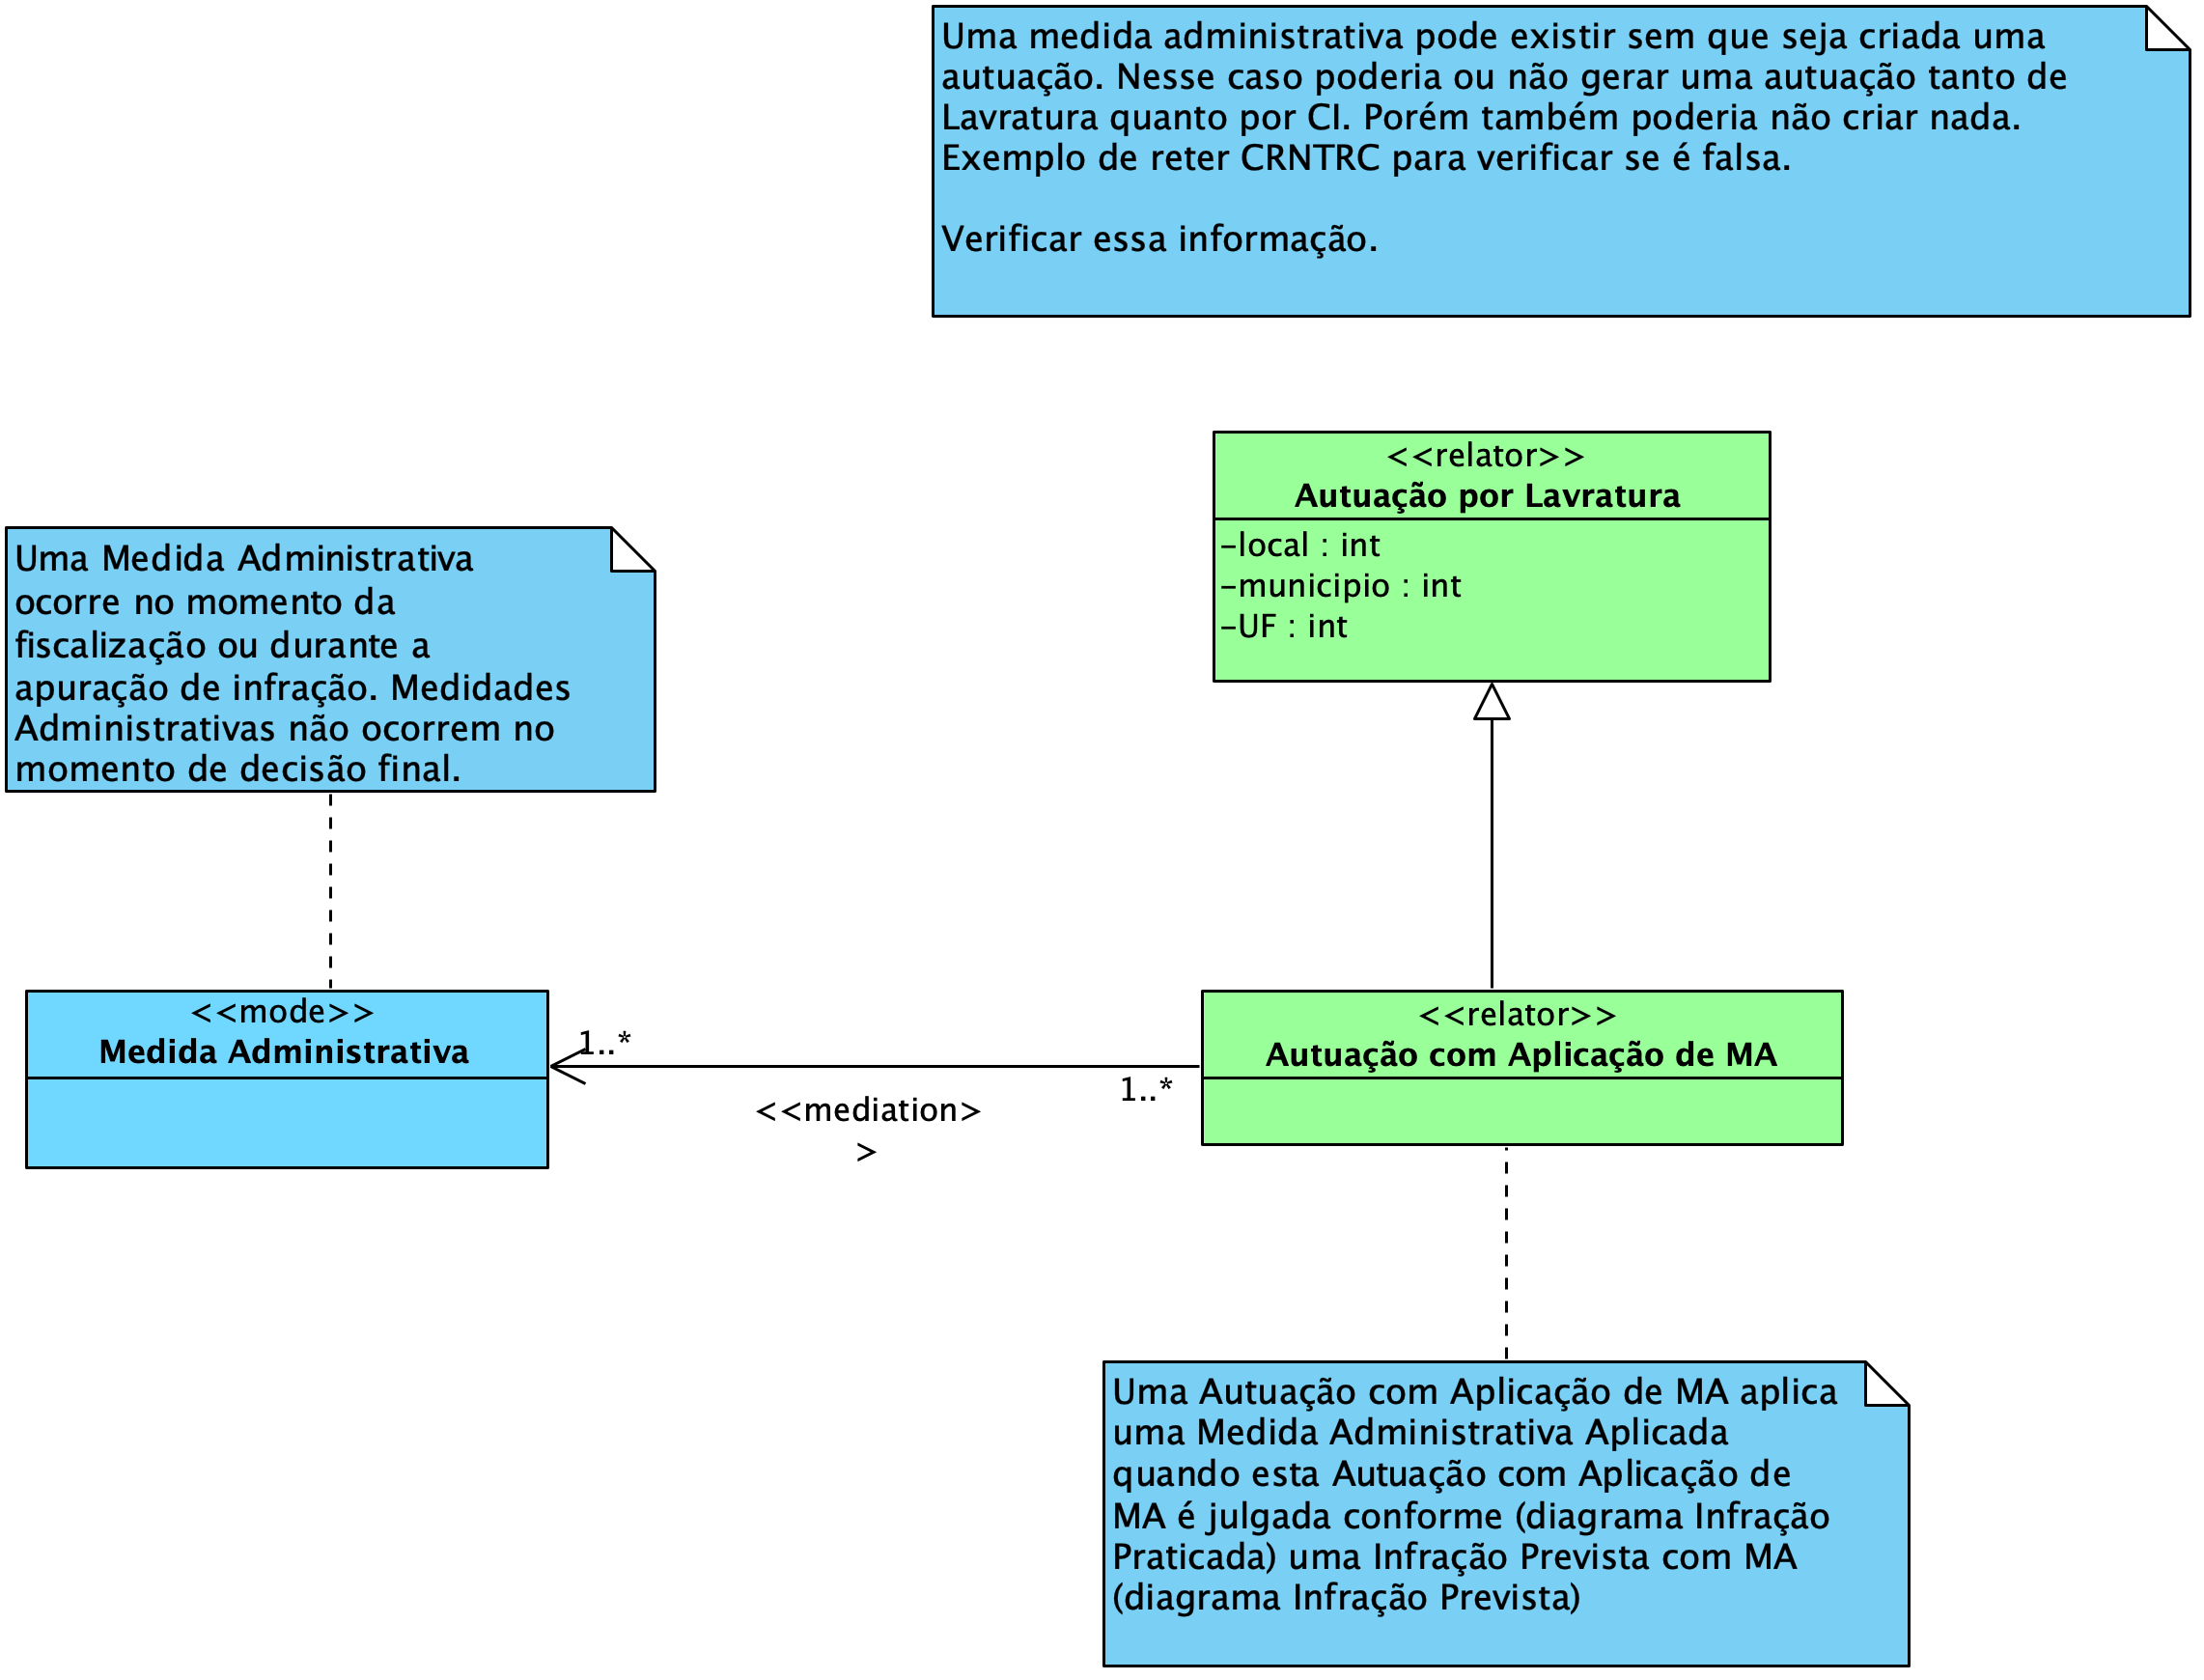 Uma medida administrativa pode existir sem que seja criada uma
autuação. Nesse caso poderia ou não gerar uma autuação tanto de
Lavratura quanto por CI. Porém também poderia não criar nada.
Exemplo de reter CRNTRC para verificar se é falsa.
Verificar essa informação.
<<relator>>
Autuação por Lavratura
-local : int
-municipio : int
-UF : int
Uma Medida Administrativa
ocorre no momento da
fiscalização ou durante a
apuração de infração. Medidades
Administrativas não ocorrem no
momento de decisão final.
<<mode>>
Medida Administrativa
1..*
<<mediation>
>
1..*
<<relator>>
Autuação com Aplicação de MA
Uma Autuação com Aplicação de MA aplica
uma Medida Administrativa Aplicada
quando esta Autuação com Aplicação de
MA é julgada conforme (diagrama Infração
Praticada) uma Infração Prevista com MA
(diagrama Infração Prevista)